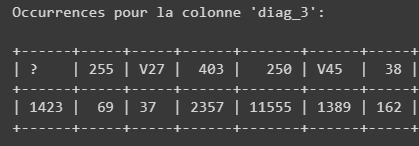 Occurrences pour la colonne 'diag_3':
+------+-----+-----+------+-------+------+-----+
| ?    | 255 | V27 |  403 |   250 | V45  |  38 |
+------+-----+-----+------+-------+------+-----+
| 1423 |  69 | 37  | 2357 | 11555 | 1389 | 162 |
+------+-----+-----+------+-------+------+-----+